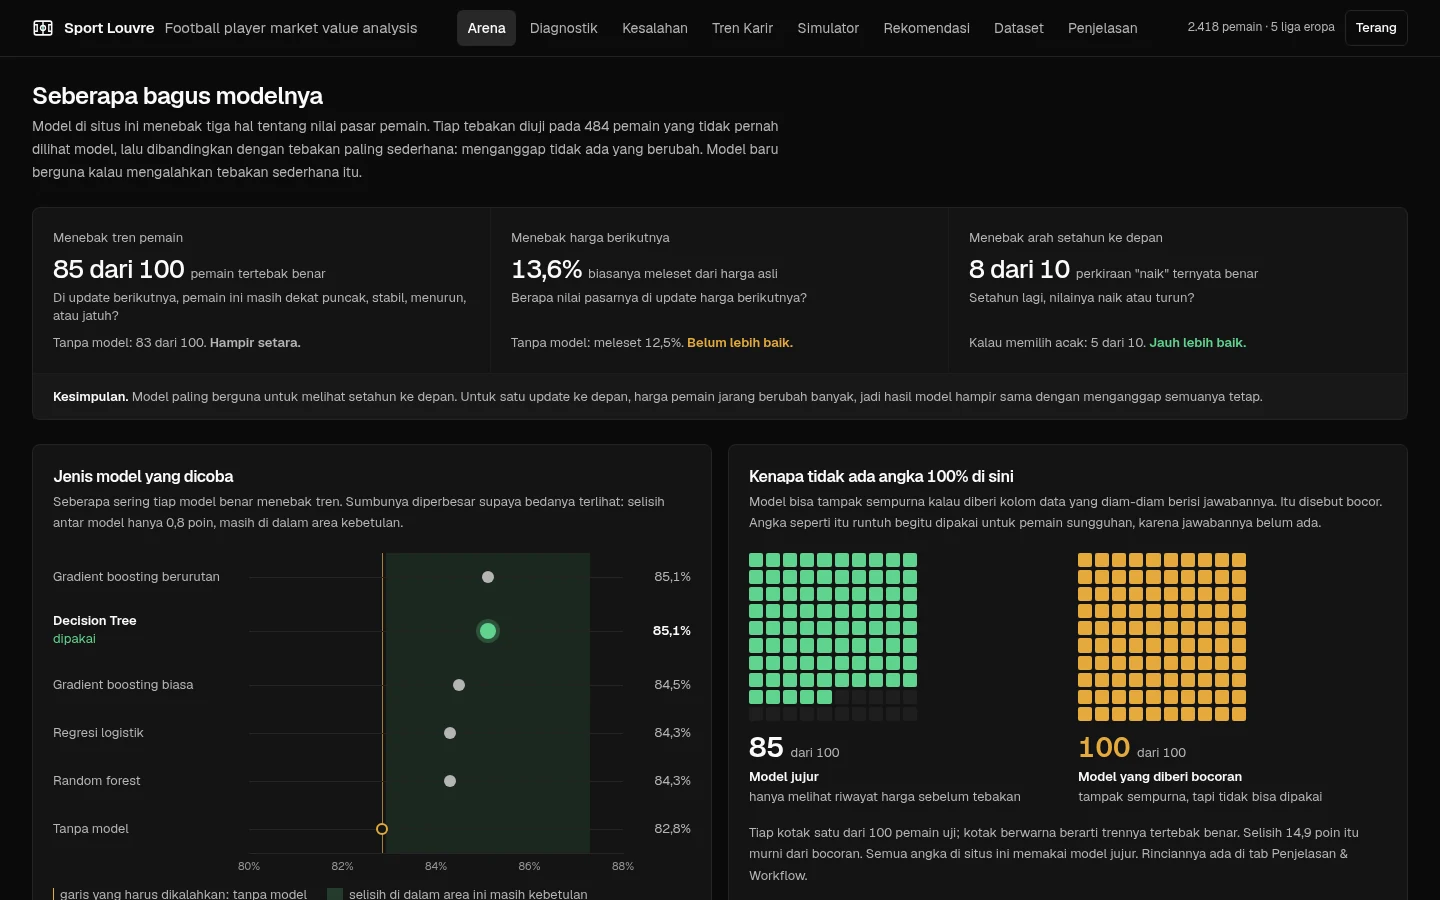 Sport Louvre Football player market value analysis Arena Diagnostik Kesalahan Tren Karir Simulator Rekomendasi Dataset Penjelasan 2.418 pemain · 5 liga eropa Terang
Seberapa bagus modelnya
Model di situs ini menebak tiga hal tentang nilai pasar pemain. Tiap tebakan diuji pada 484 pemain yang tidak pernah
dilihat model, lalu dibandingkan dengan tebakan paling sederhana: menganggap tidak ada yang berubah. Model baru
berguna kalau mengalahkan tebakan sederhana itu.
Menebak tren pemain
85 dari 100 pemain tertebak benar
Di update berikutnya, pemain ini masih dekat puncak, stabil, menurun,
atau jatuh?
Tanpa model: 83 dari 100. Hampir setara.
Menebak harga berikutnya
13,6% biasanya meleset dari harga asli
Berapa nilai pasarnya di update harga berikutnya?
Tanpa model: meleset 12,5%. Belum lebih baik.
Menebak arah setahun ke depan
8 dari 10 perkiraan "naik" ternyata benar
Setahun lagi, nilainya naik atau turun?
Kalau memilih acak: 5 dari 10. Jauh lebih baik.
Kesimpulan. Model paling berguna untuk melihat setahun ke depan. Untuk satu update ke depan, harga pemain jarang berubah banyak, jadi hasil model hampir sama dengan menganggap semuanya tetap.
Jenis model yang dicoba
Seberapa sering tiap model benar menebak tren. Sumbunya diperbesar supaya bedanya terlihat: selisih
antar model hanya 0,8 poin, masih di dalam area kebetulan.
Gradient boosting berurutan 85,1%
Decision Tree
dipakai
85,1%
Gradient boosting biasa 84,5%
Regresi logistik 84,3%
Random forest 84,3%
Tanpa model 82,8%
80% 82% 84% 86% 88%
garis yang harus dikalahkan: tanpa model selisih di dalam area ini masih kebetulan
Kenapa tidak ada angka 100% di sini
Model bisa tampak sempurna kalau diberi kolom data yang diam-diam berisi jawabannya. Itu disebut bocor.
Angka seperti itu runtuh begitu dipakai untuk pemain sungguhan, karena jawabannya belum ada.
85 dari 100
Model jujur
hanya melihat riwayat harga sebelum tebakan
100 dari 100
Model yang diberi bocoran
tampak sempurna, tapi tidak bisa dipakai
Tiap kotak satu dari 100 pemain uji; kotak berwarna berarti trennya tertebak benar. Selisih 14,9 poin itu
murni dari bocoran. Semua angka di situs ini memakai model jujur. Rinciannya ada di tab Penjelasan &
Workflow.